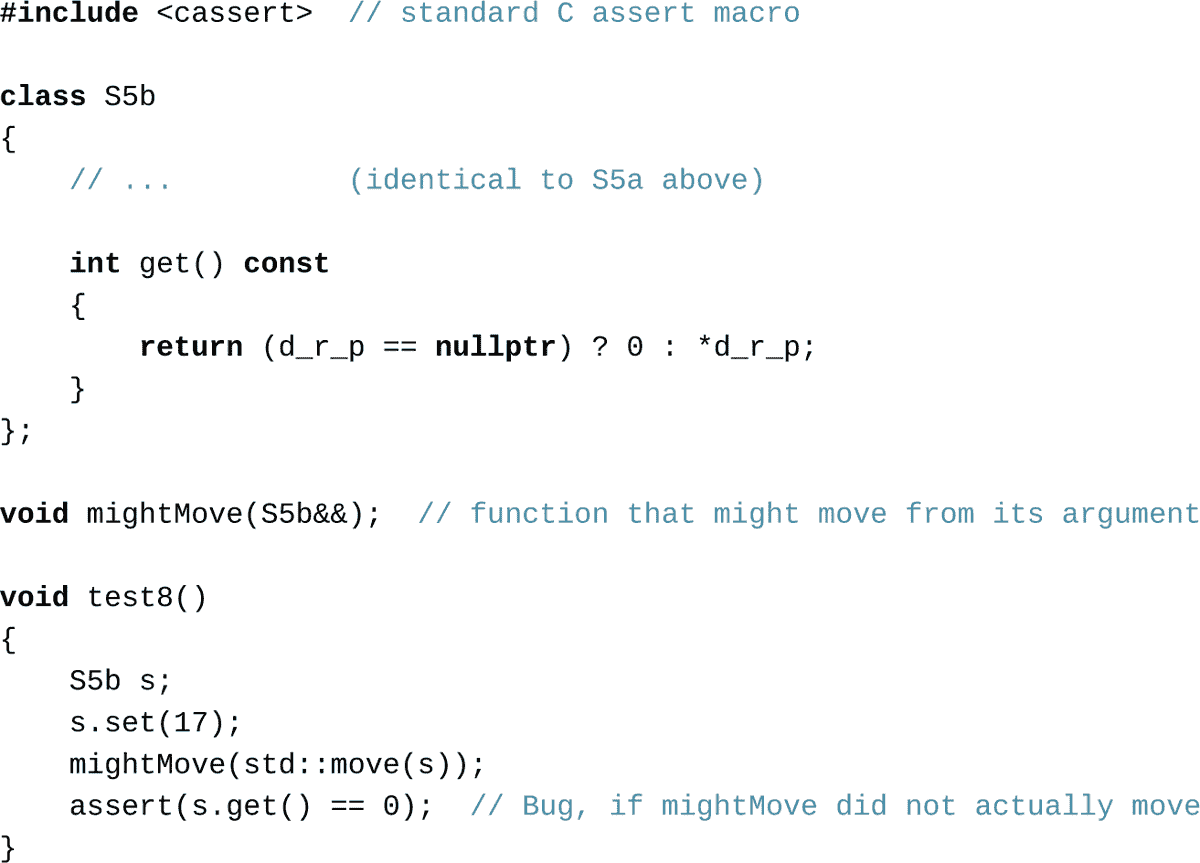 #include <cassert>  // standard C assert macro
class S5b
{
    // ...          (identical to S5a above)
    int get() const
    {
        return (d_r_p == nullptr) ? 0 : *d_r_p;
    }
};
void mightMove(S5b&&);  // function that might move from its argument
void test8()
{
    S5b s;
    s.set(17);
    mightMove(std::move(s));
    assert(s.get() == 0);  // Bug, if mightMove did not actually move
}